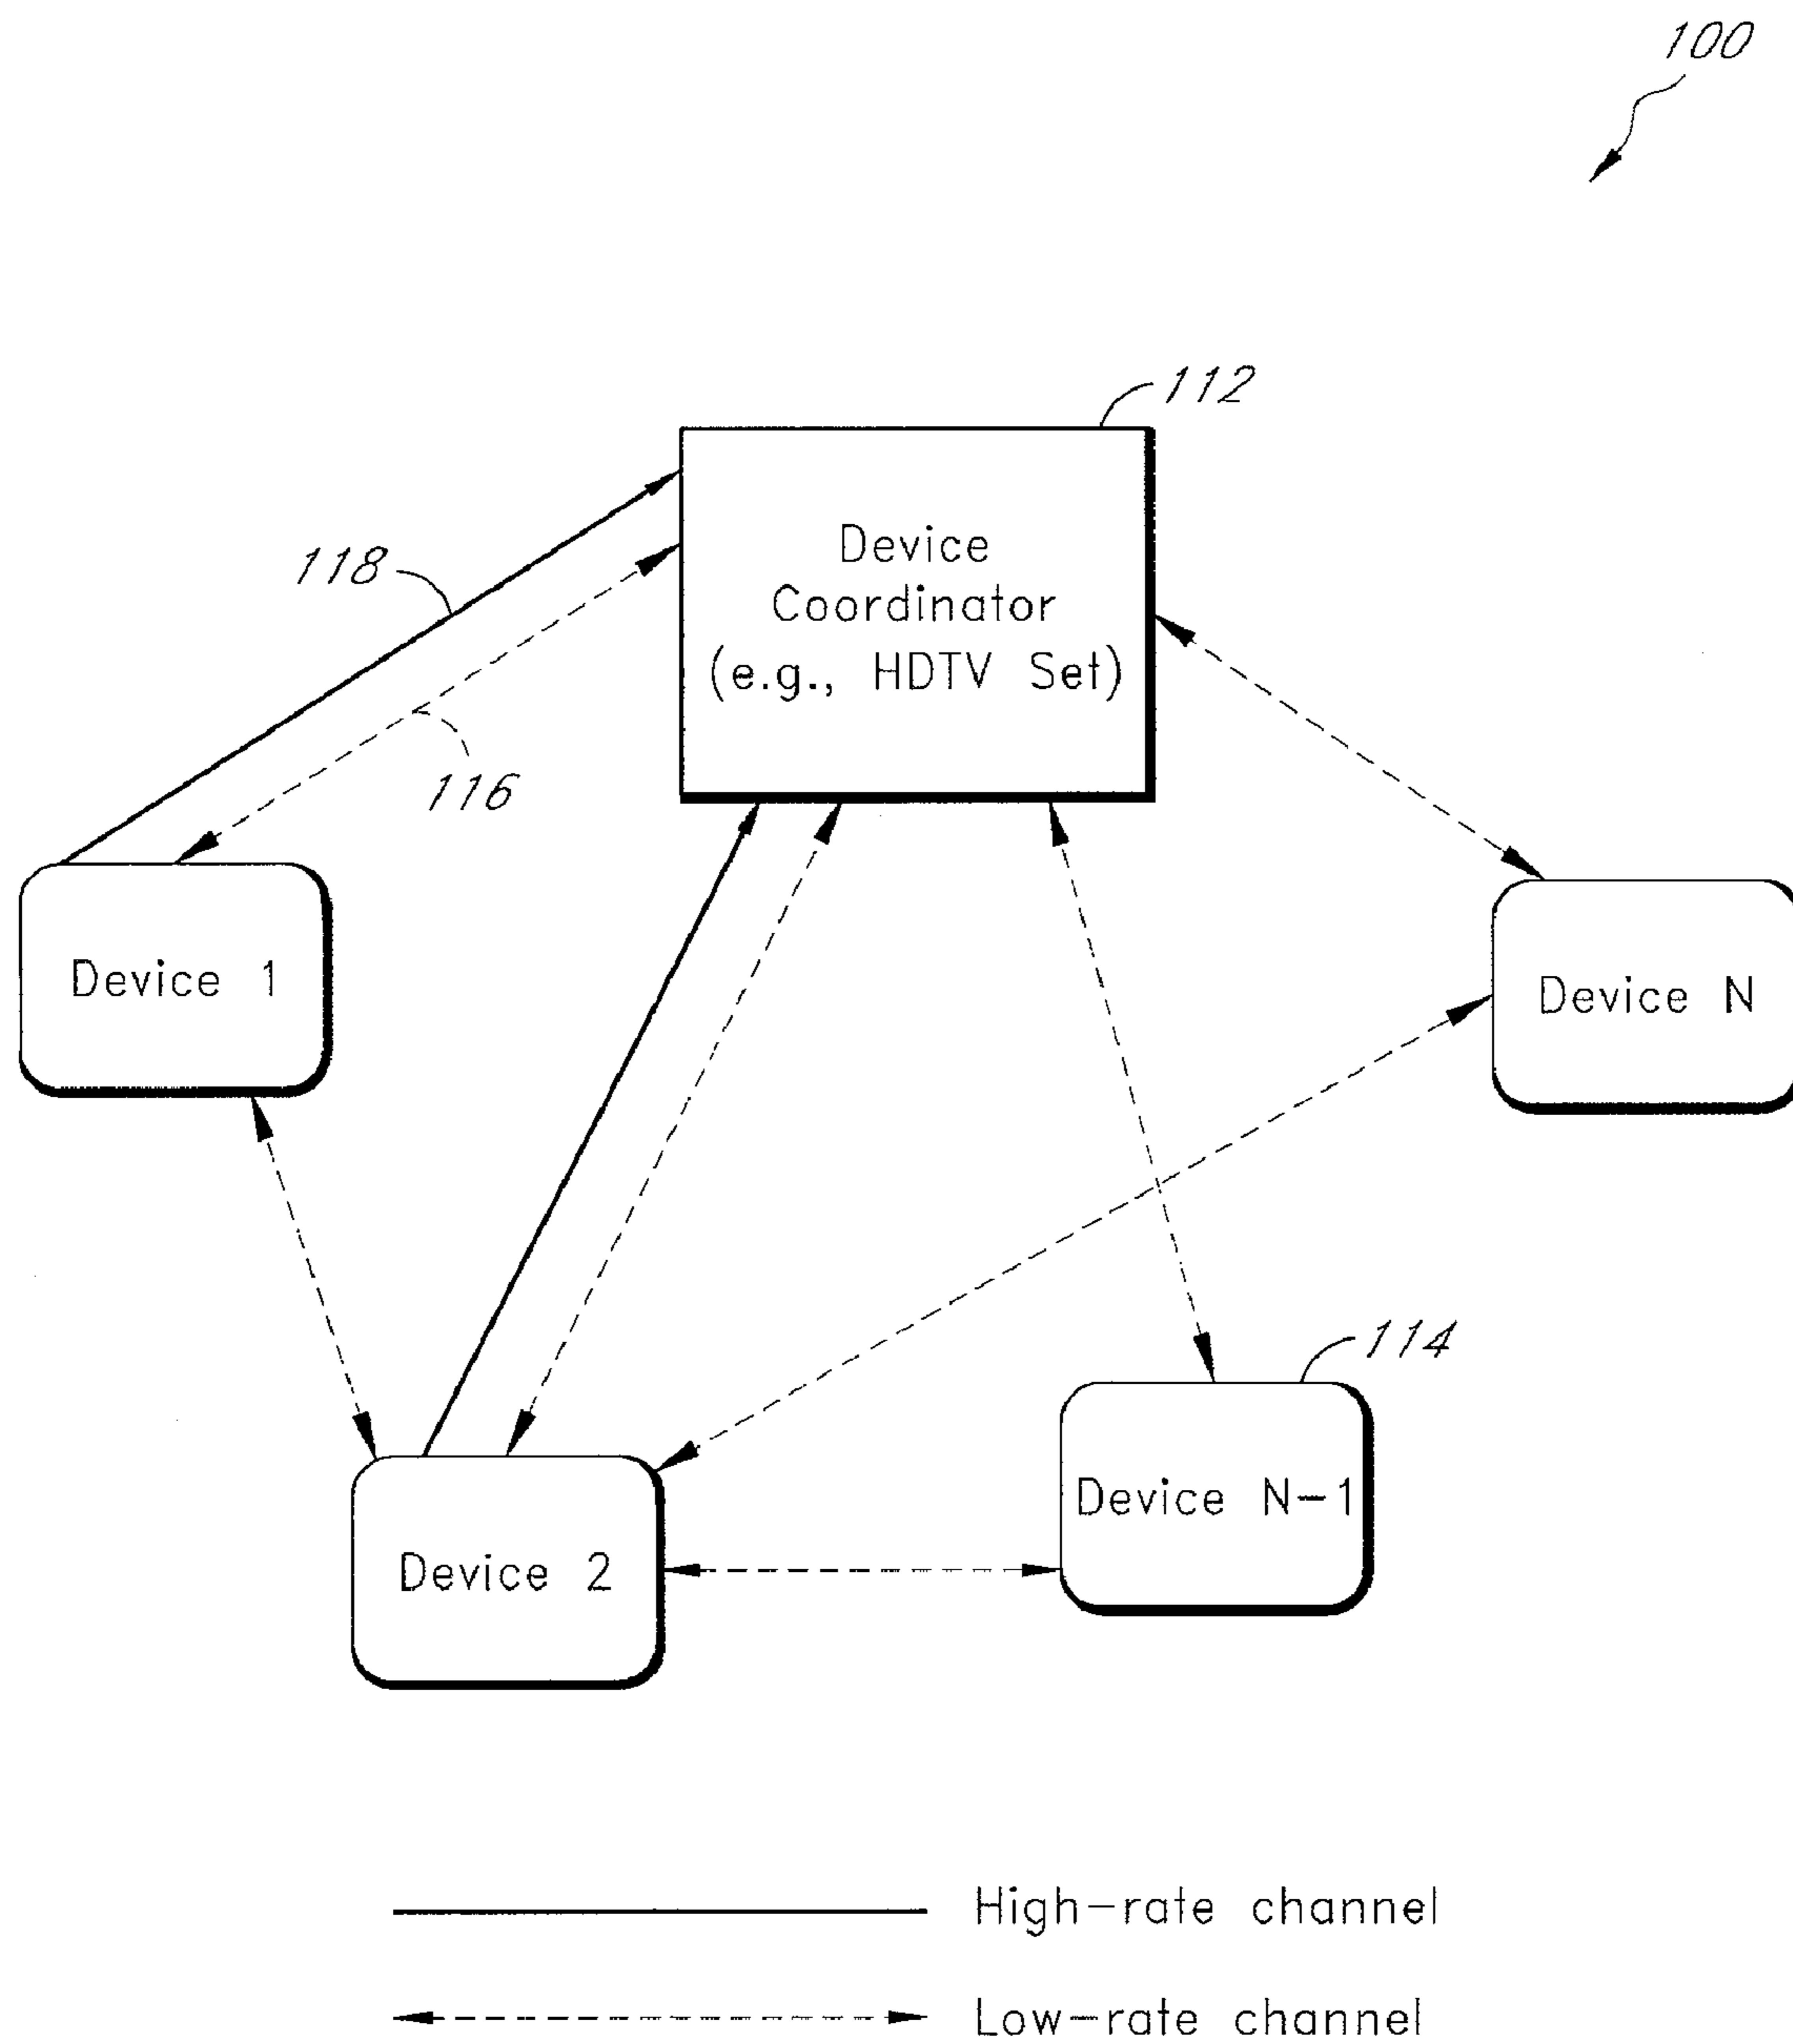 100
112
Device
Coordinator
(e.g., HDTV Set)
118
116
Device 1
Device N
114
Device N-1
Device 2
High-rate channel
Low-rate channel